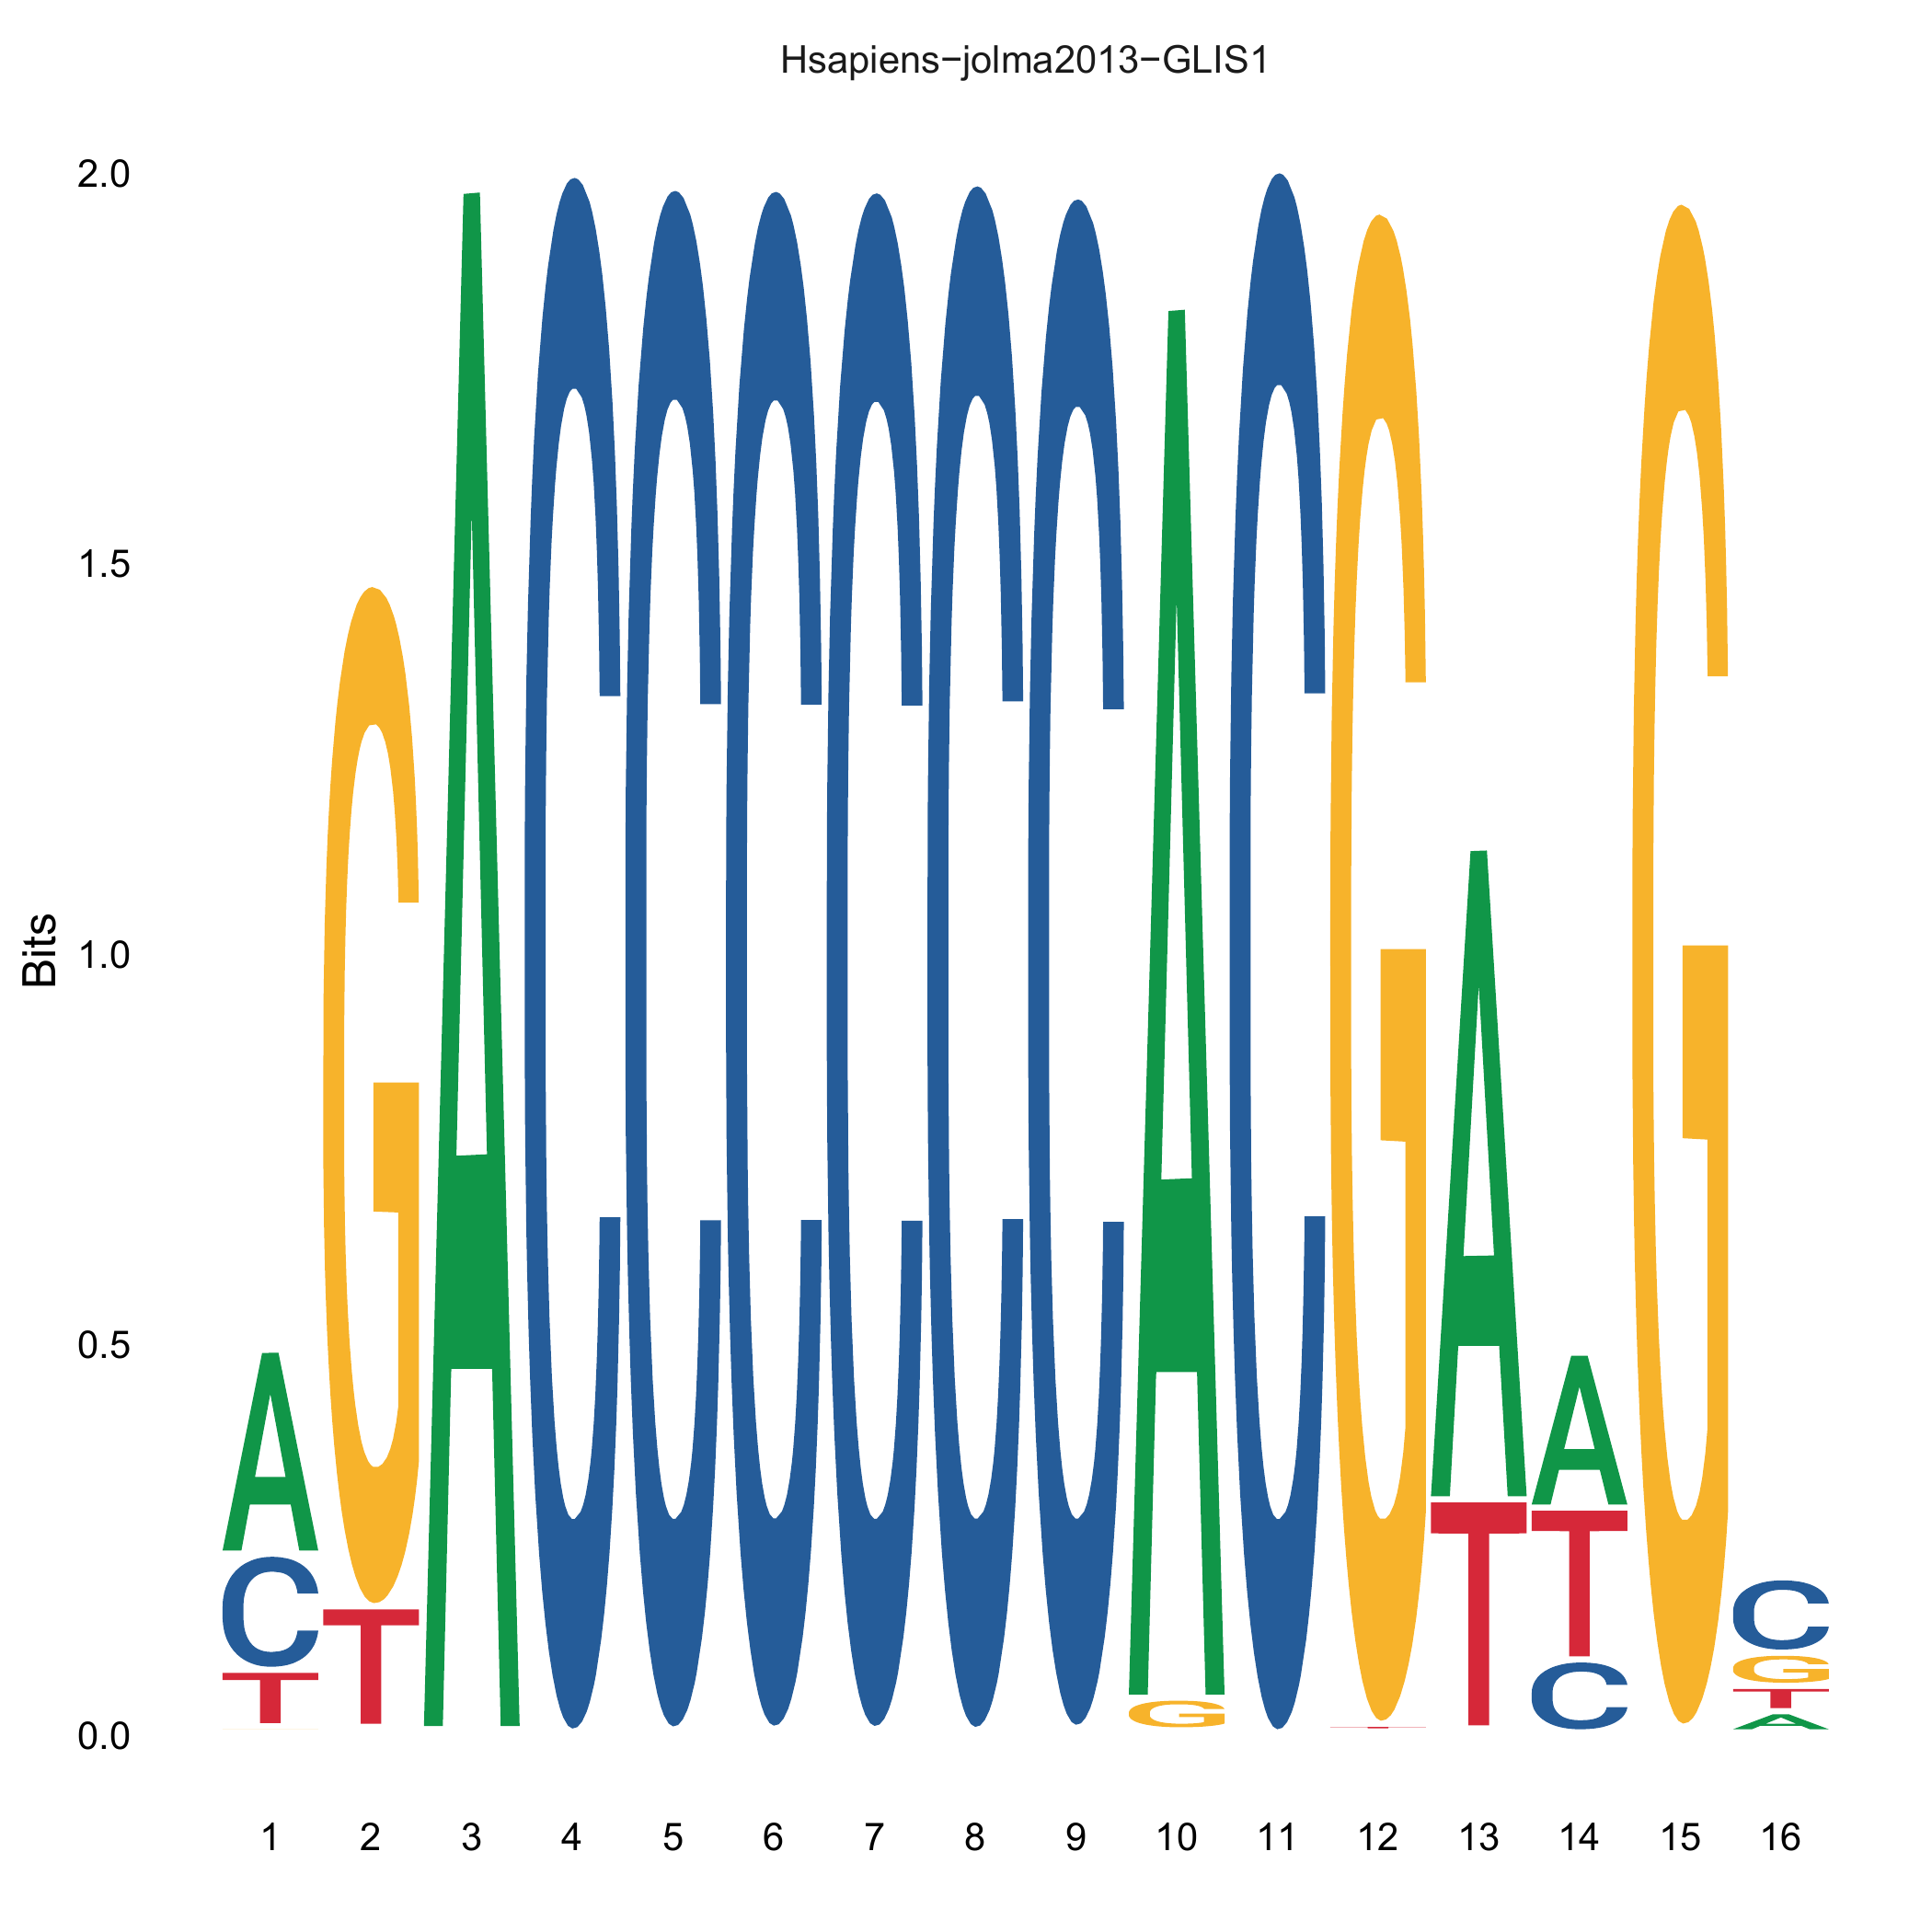 Hsapiens−jolma2013−GLIS1
2.0
1.5
1.0
0.5
0.0
Bits
A G A C C C C C C A C G A A G C
C T G T T G
T C T
A
1 2 3 4 5 6 7 8 9 10 11 12 13 14 15 16